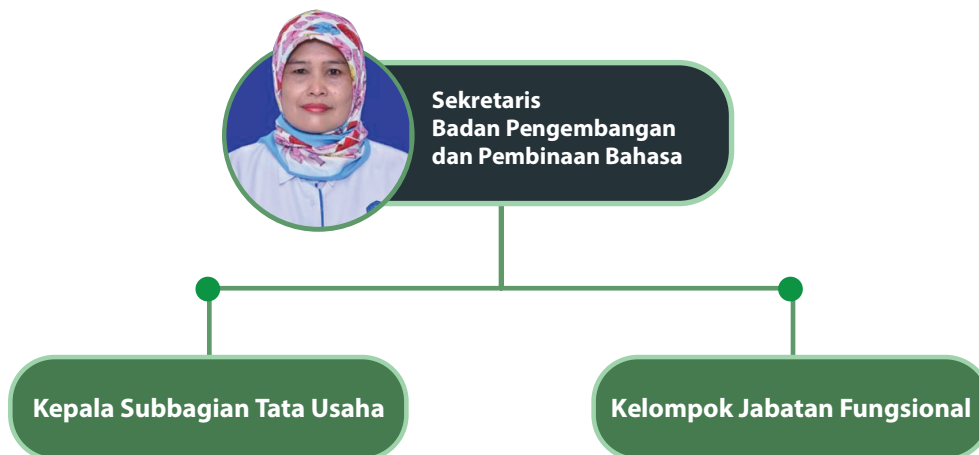 Sekretaris
Badan Pengembangan
dan Pembinaan Bahasa
Kepala Subbagian Tata Usaha
Kelompok Jabatan Fungsional